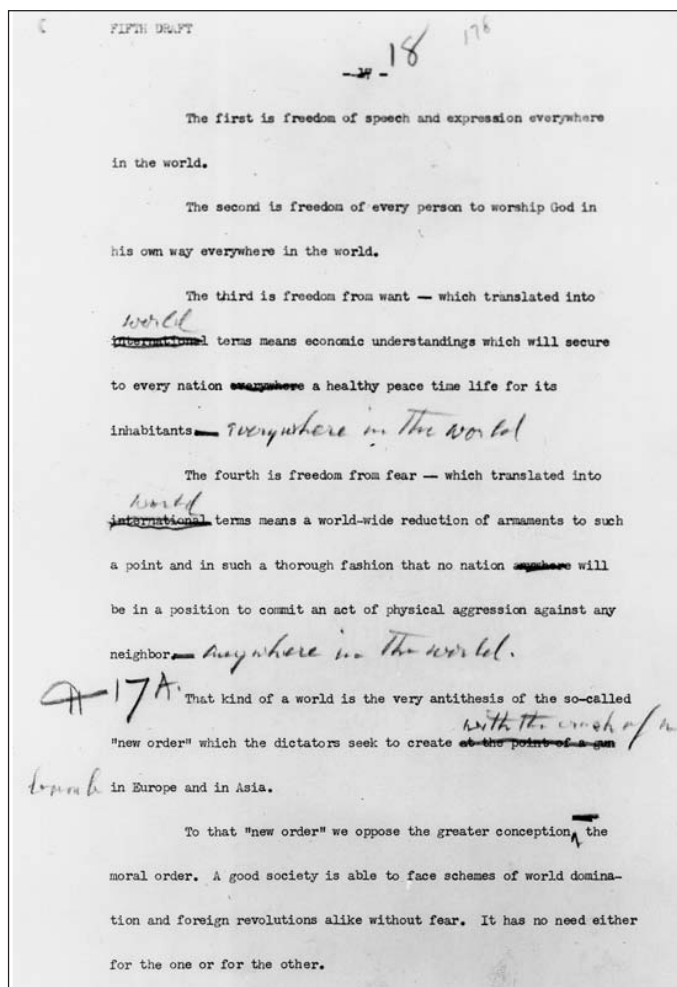 FIFTH DRAFT
178
18
- 17 -
The first is freedom of speech and expression everywhere
in the world.
The second is freedom of every person to worship God in
his own way everywhere in the world.
The third is freedom from want — which translated into
world
international terms means economic understandings which will secure
to every nation everywhere a healthy peace time life for its
inhabitants — everywhere in the world
The fourth is freedom from fear — which translated into
world
international terms means a world-wide reduction of armaments to such
a point and in such a thorough fashion that no nation anywhere will
be in a position to commit an act of physical aggression against any
neighbor — anywhere in the world.
17 A.
That kind of a world is the very antithesis of the so-called
with the crash of a
"new order" which the dictators seek to create at the point of a gun
bomb in Europe and in Asia.
To that "new order" we oppose the greater conception — the
moral order. A good society is able to face schemes of world domina-
tion and foreign revolutions alike without fear. It has no need either
for the one or for the other.